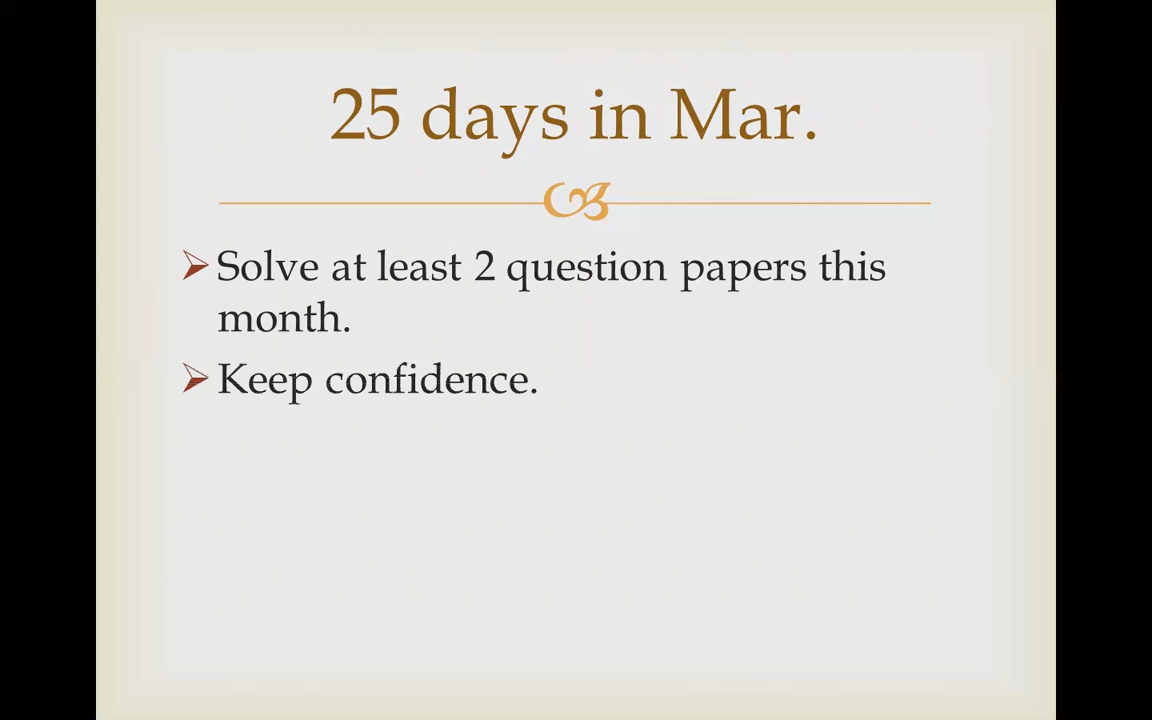 25 days in Mar.
Solve at least 2 question papers this
month.
Keep confidence.